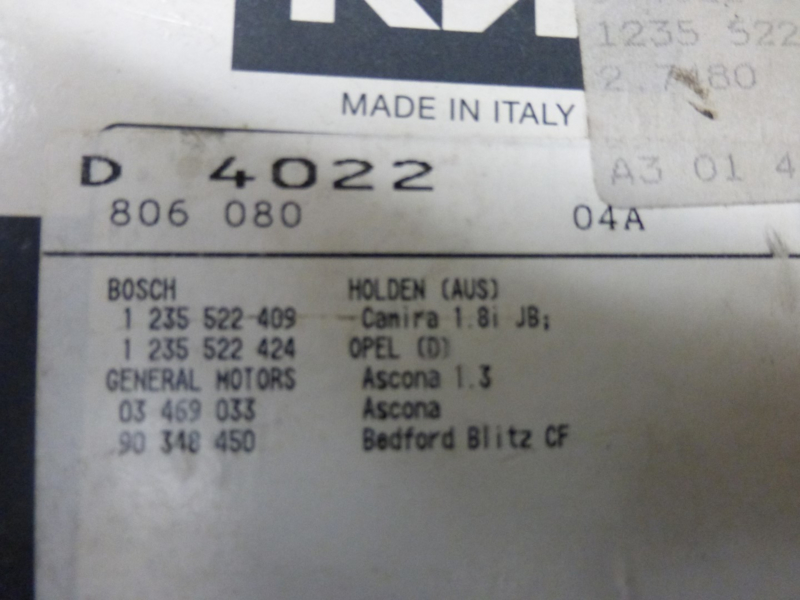 1235 522
2.7480
MADE IN ITALY
A3 01 4
D 4022
806 080 04A
BOSCH HOLDEN (AUS)
1 235 522 409 Camira 1.8i JB;
1 235 522 424 OPEL (D)
GENERAL MOTORS Ascona 1.3
03 469 033 Ascona
90 348 450 Bedford Blitz CF